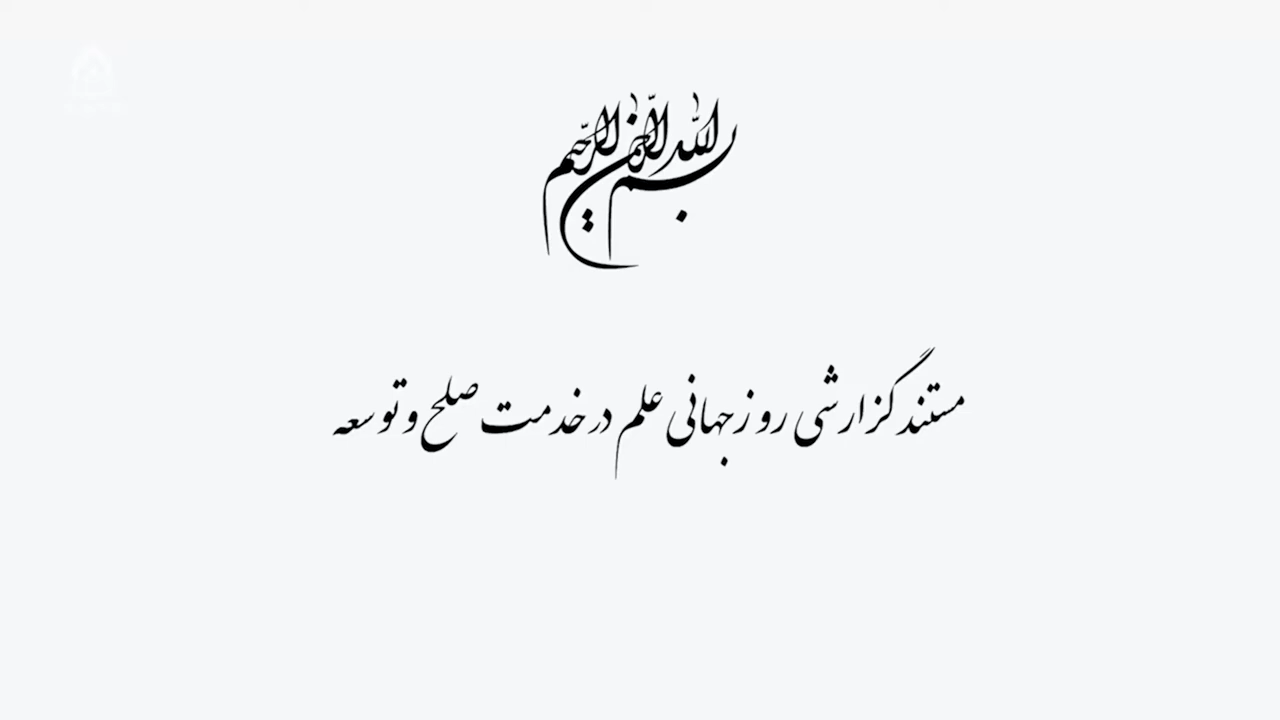 بسم الله الرحمن الرحیم
مستند گزارشی روز جهانی علم در خدمت صلح و توسعه